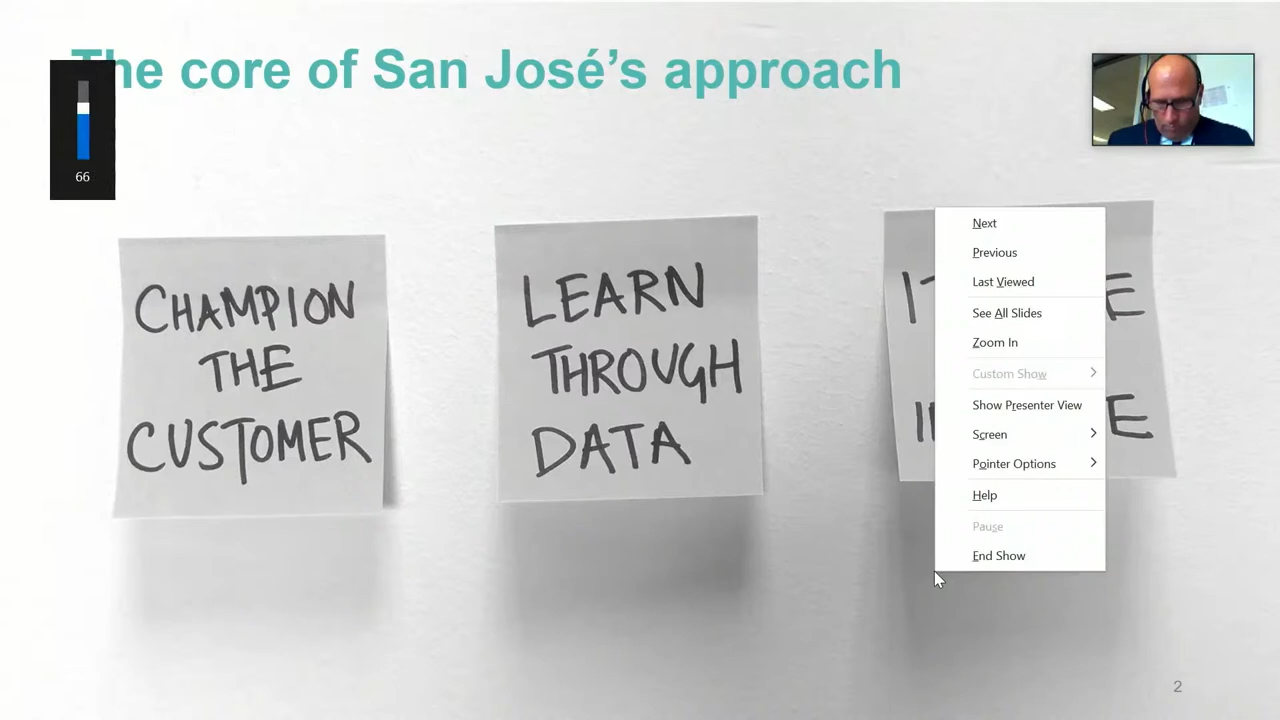 The core of San José's approach
66
CHAMPION
THE
CUSTOMER
LEARN
THROUGH
DATA
Next
Previous
Last Viewed
See All Slides
Zoom In
Custom Show
Show Presenter View
Screen
Pointer Options
Help
Pause
End Show
2